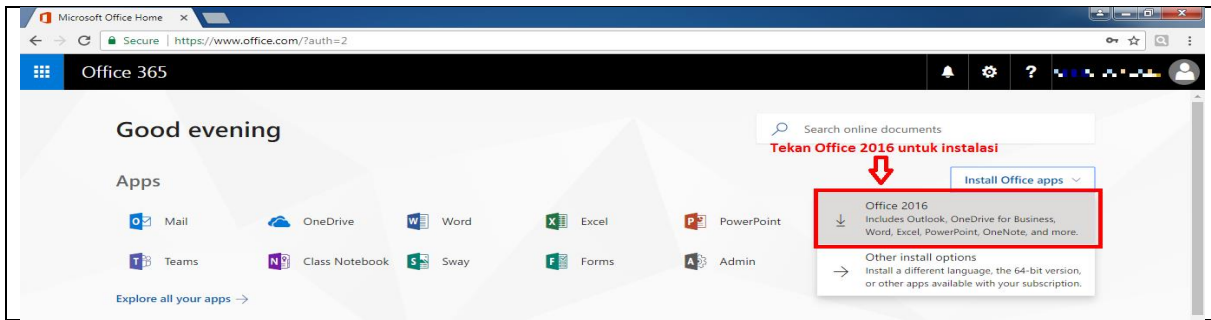 Microsoft Office Home
Secure | https://www.office.com/?auth=2
Office 365
Good evening
Search online documents
Tekan Office 2016 untuk instalasi
Apps
Install Office apps
Office 2016
Includes Outlook, OneDrive for Business,
Word, Excel, PowerPoint, OneNote, and more.
Mail OneDrive Word Excel PowerPoint
Other install options
Install a different language, the 64-bit version,
or other apps available with your subscription.
Teams Class Notebook Sway Forms Admin
Explore all your apps